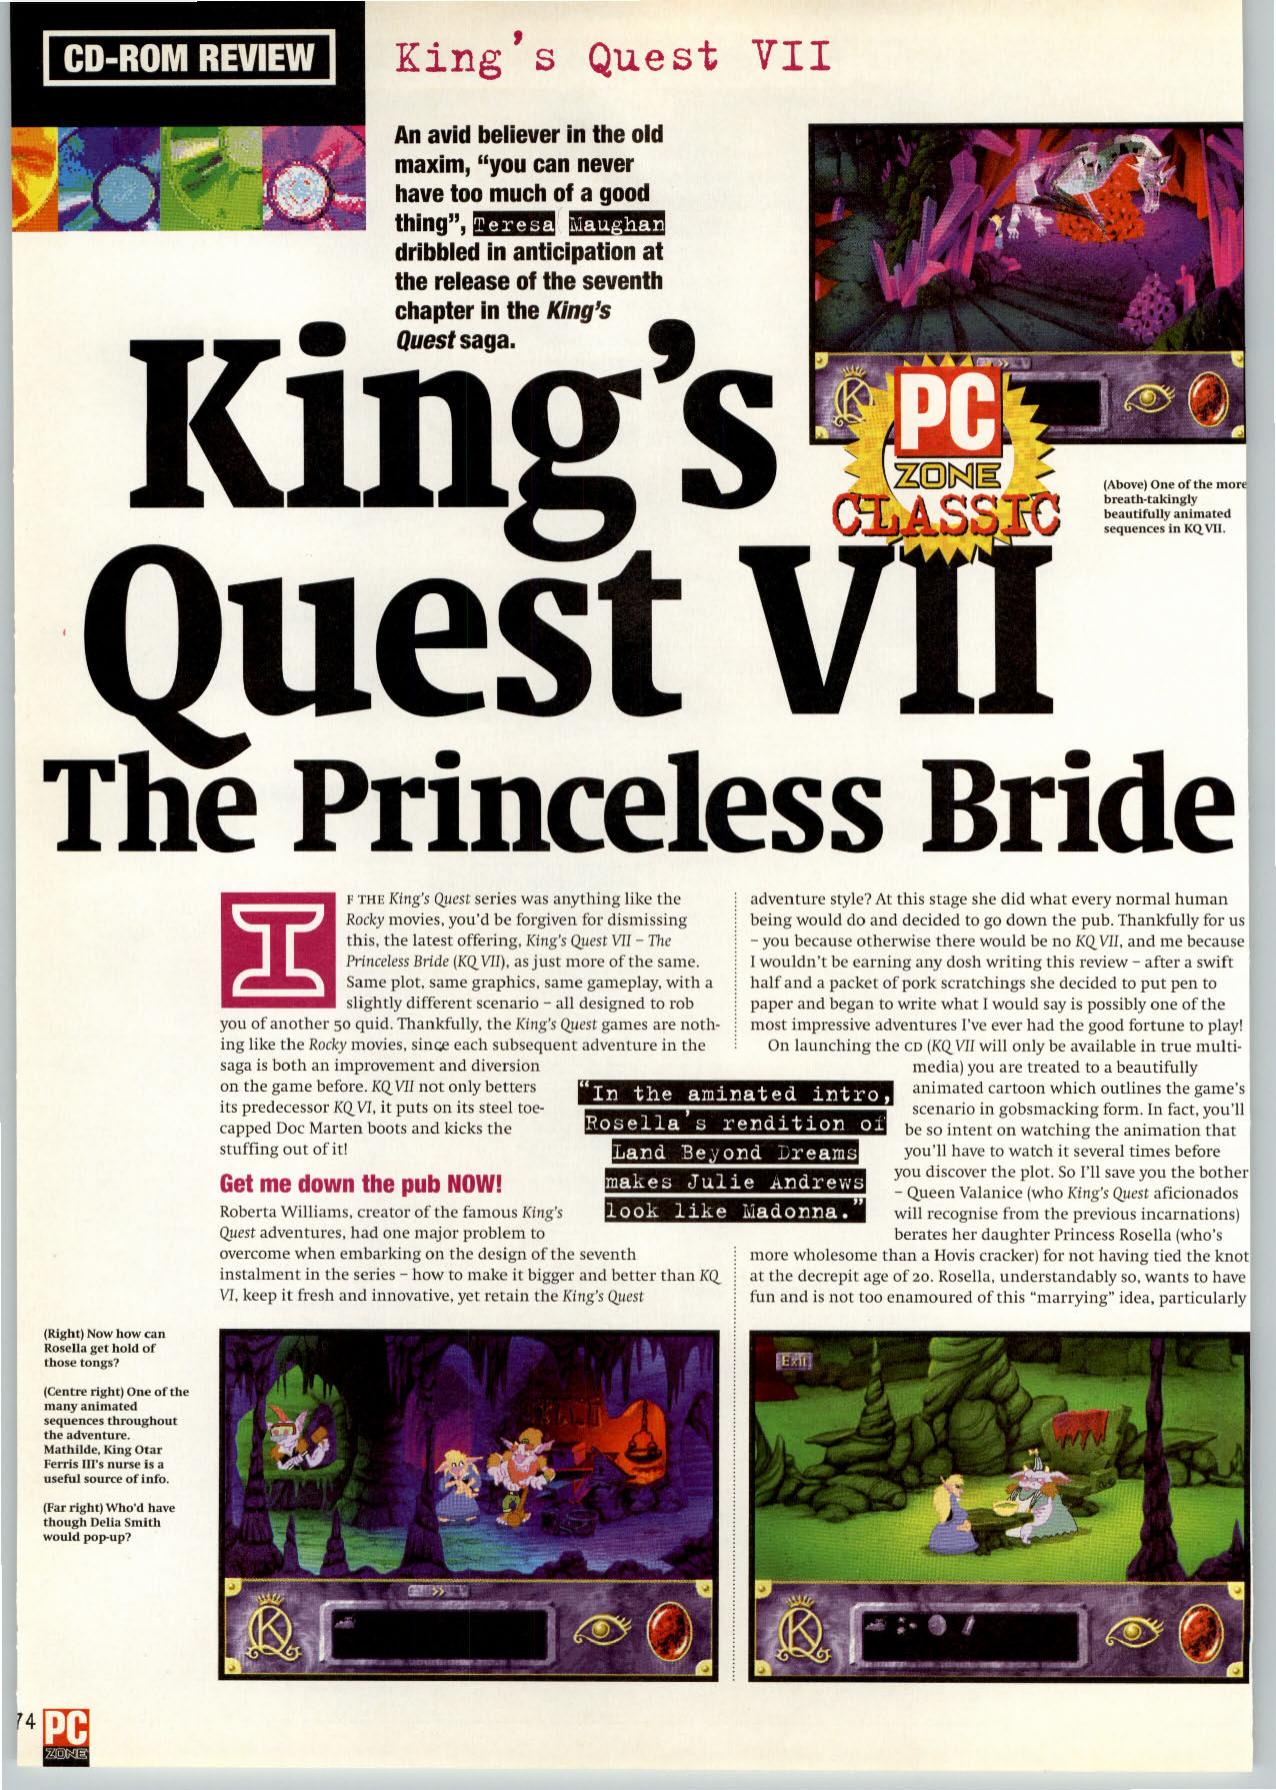 CD-ROM REVIEW
King's Quest VII
An avid believer in the old
maxim, “you can never
have too much of a good
thing”, Teresa Maughan
dribbled in anticipation at
the release of the seventh
chapter in the King's
Quest saga.
PC
ZONE
CLASSIC
(Above) One of the more
breath-takingly
beautifully animated
sequences in KQ VII.
King's
Quest VII
The Princeless Bride
IF THE King's Quest series was anything like the
Rocky movies, you'd be forgiven for dismissing
this, the latest offering, King's Quest VII – The
Princeless Bride (KQ VII), as just more of the same.
Same plot, same graphics, same gameplay, with a
slightly different scenario – all designed to rob
you of another 50 quid. Thankfully, the King's Quest games are noth-
ing like the Rocky movies, since each subsequent adventure in the
saga is both an improvement and diversion
on the game before. KQ VII not only betters
its predecessor KQ VI, it puts on its steel toe-
capped Doc Marten boots and kicks the
stuffing out of it!
Get me down the pub NOW!
Roberta Williams, creator of the famous King's
Quest adventures, had one major problem to
overcome when embarking on the design of the seventh
instalment in the series – how to make it bigger and better than KQ
VI, keep it fresh and innovative, yet retain the King's Quest
“In the aminated intro,
Rosella's rendition of
Land Beyond Dreams
makes Julie Andrews
look like Madonna.”
adventure style? At this stage she did what every normal human
being would do and decided to go down the pub. Thankfully for us
– you because otherwise there would be no KQ VII, and me because
I wouldn't be earning any dosh writing this review – after a swift
half and a packet of pork scratchings she decided to put pen to
paper and began to write what I would say is possibly one of the
most impressive adventures I've ever had the good fortune to play!
On launching the CD (KQ VII will only be available in true multi-
media) you are treated to a beautifully
animated cartoon which outlines the game's
scenario in gobsmacking form. In fact, you'll
be so intent on watching the animation that
you'll have to watch it several times before
you discover the plot. So I'll save you the bother
– Queen Valanice (who King's Quest aficionados
will recognise from the previous incarnations)
berates her daughter Princess Rosella (who's
more wholesome than a Hovis cracker) for not having tied the knot
at the decrepit age of 20. Rosella, understandably so, wants to have
fun and is not too enamoured of this “marrying” idea, particularly
(Right) Now how can
Rosella get hold of
those tongs?
(Centre right) One of the
many animated
sequences throughout
the adventure.
Mathilde, King Otar
Ferris III's nurse is a
useful source of info.
(Far right) Who'd have
though Delia Smith
would pop-up?
Exit
74
PC
ZONE